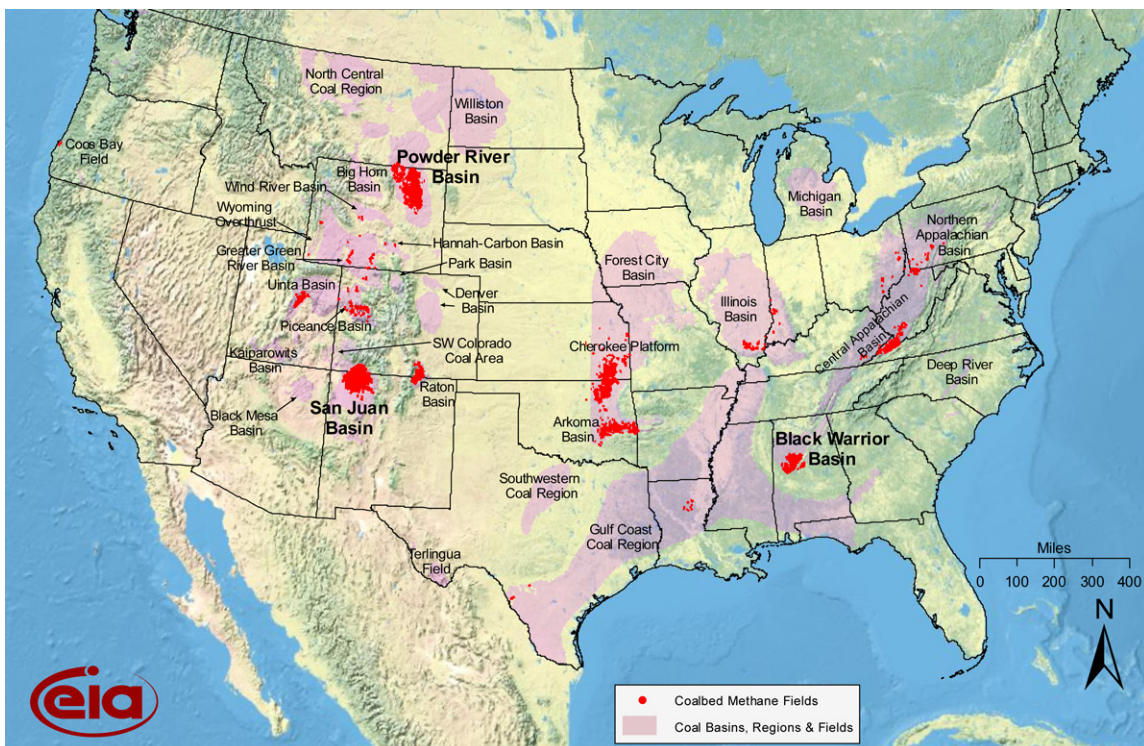 North Central
Coal Region
Williston
Basin
Coos Bay
Field
Powder River
Basin
Big Horn
Basin
Wind River Basin
Wyoming
Overthrust
Hannah-Carbon Basin
Greater Green
River Basin
Park Basin
Uinta Basin
Denver
Basin
Piceance Basin
SW Colorado
Coal Area
Kaiparowits
Basin
Black Mesa
Basin
San Juan
Basin
Raton
Basin
Michigan
Basin
Northern
Appalachian
Basin
Forest City
Basin
Illinois
Basin
Central Appalachian
Basin
Cherokee Platform
Deep River
Basin
Arkoma
Basin
Black Warrior
Basin
Southwestern
Coal Region
Gulf Coast
Coal Region
Terlingua
Field
Miles
0 100 200 300 400
N
eia
Coalbed Methane Fields
Coal Basins, Regions & Fields